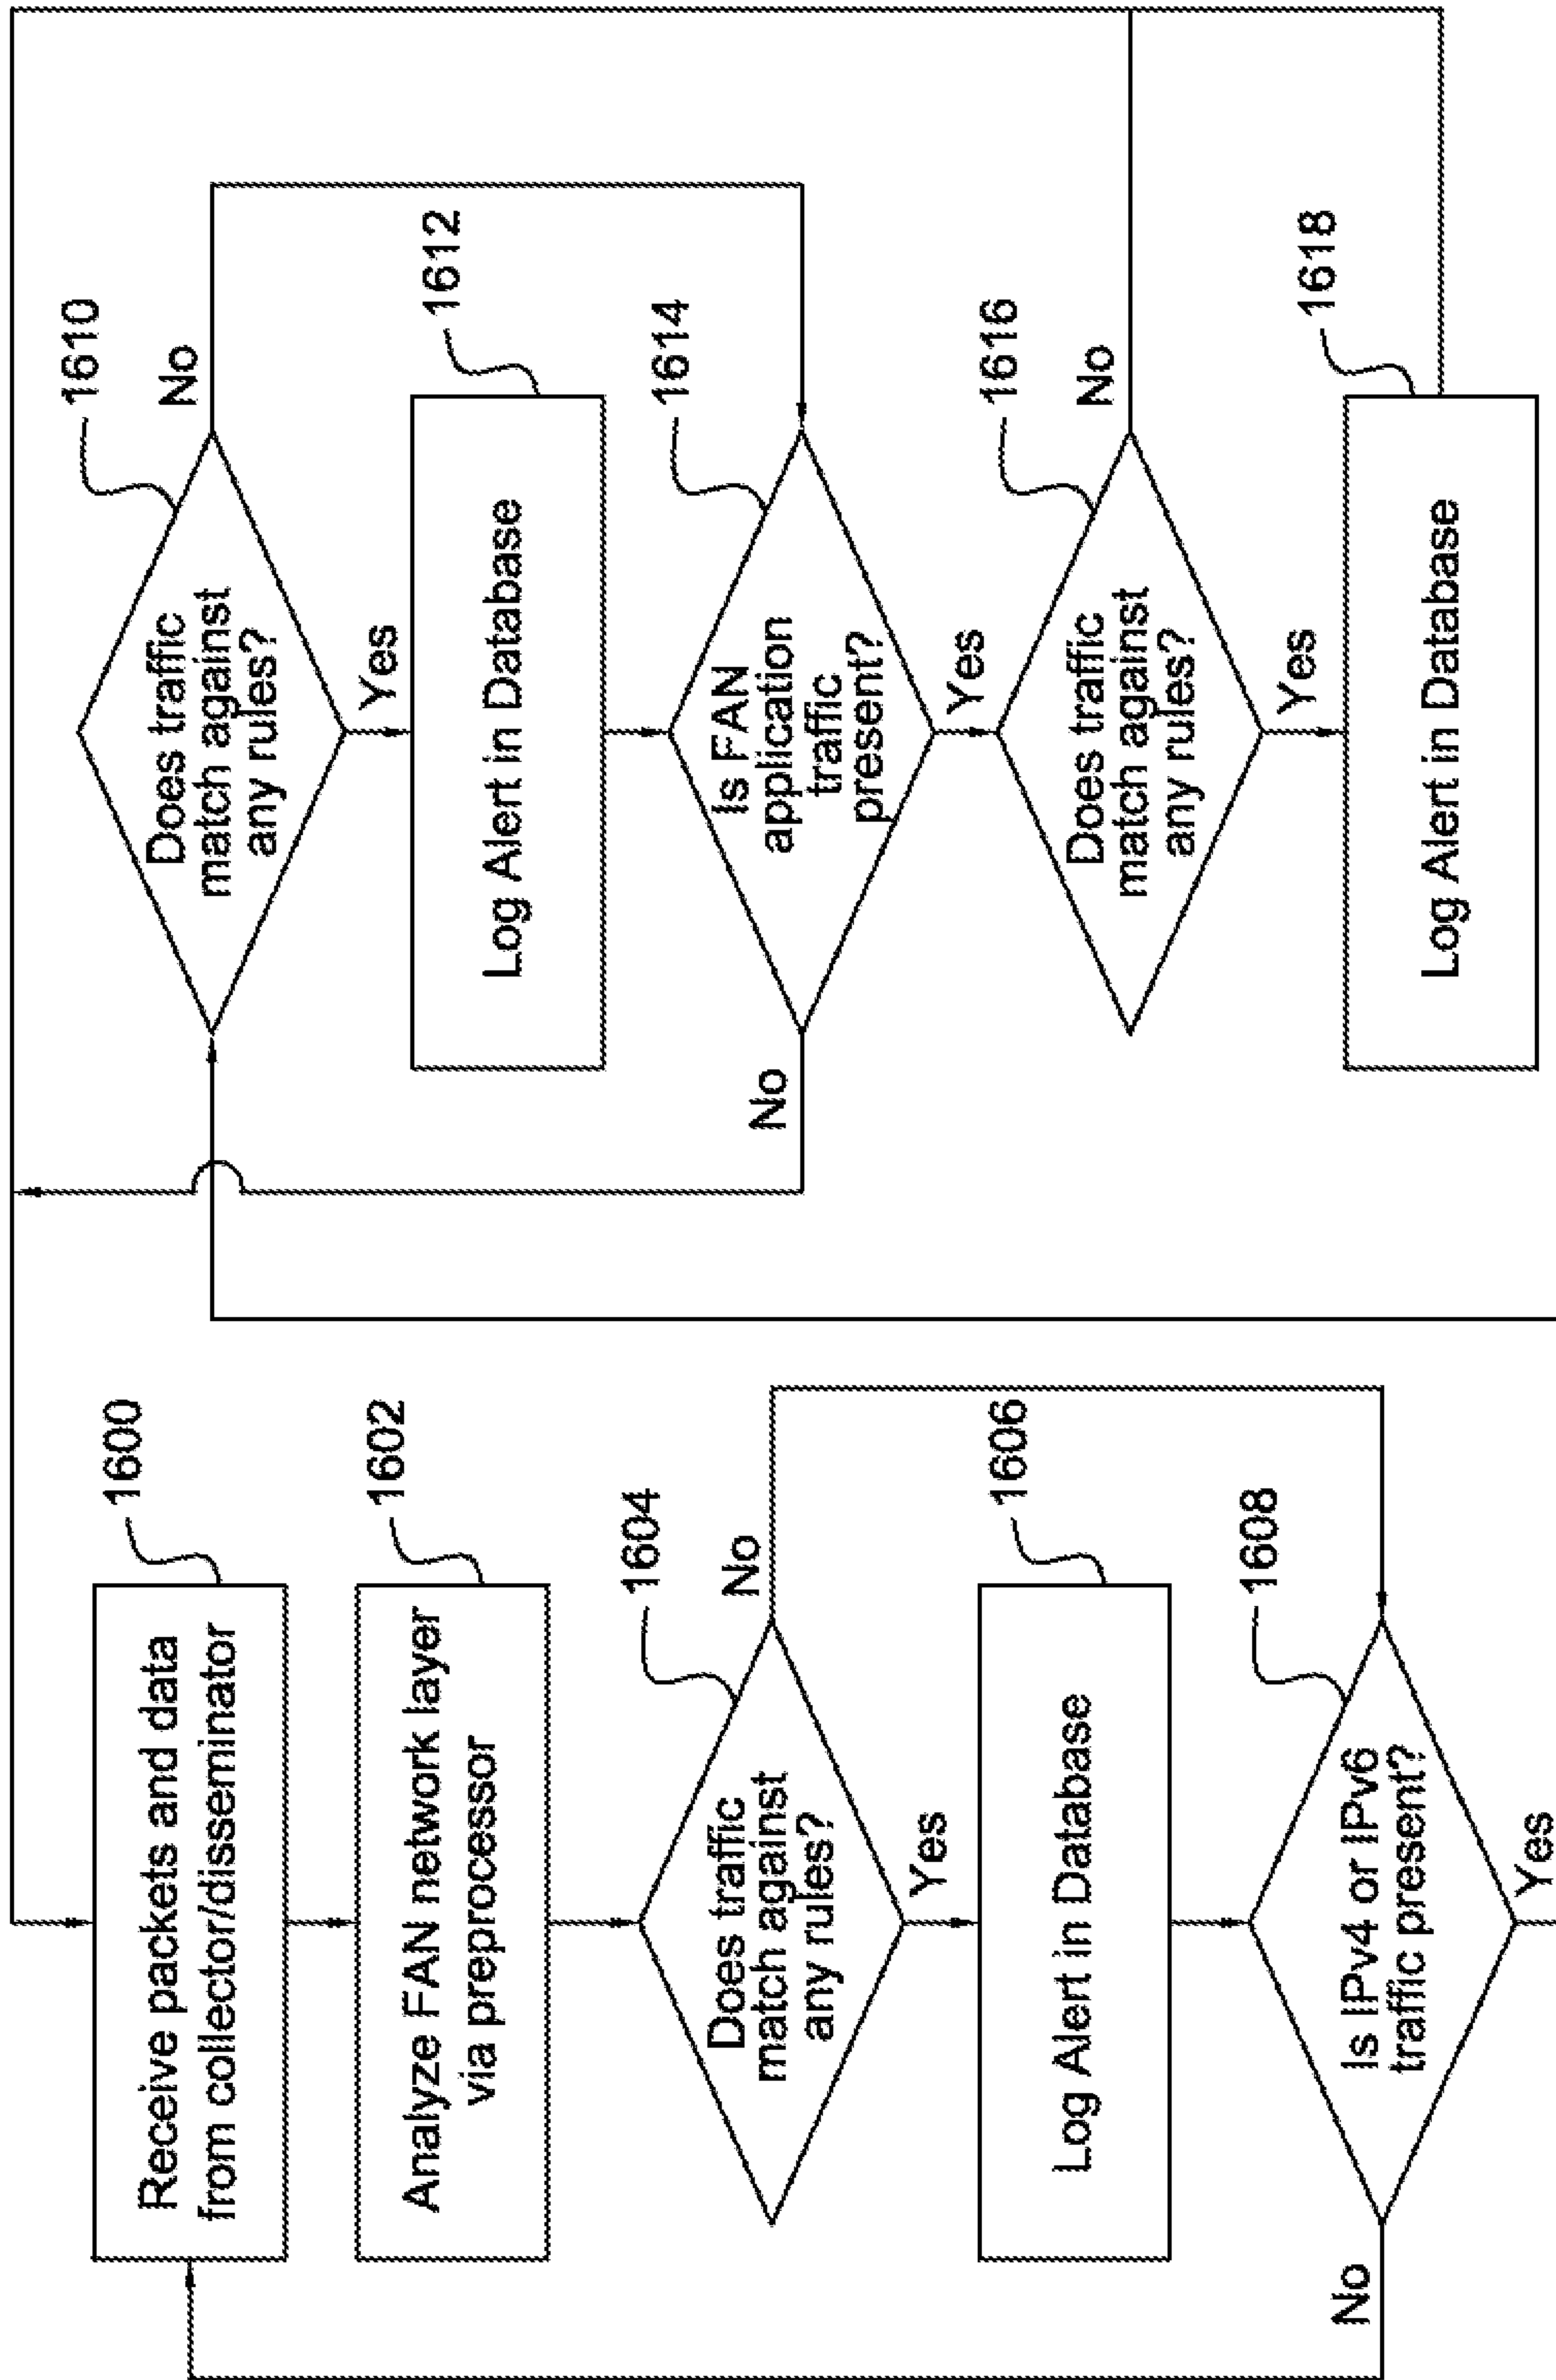 Receive packets and data
from collector/disseminator
1600
Analyze FAN network layer
via preprocessor
1602
Does traffic
match against
any rules?
1604
No
Yes
Log Alert in Database
1606
Is IPv4 or IPv6
traffic present?
1608
No
Yes
Does traffic
match against
any rules?
1610
No
Yes
Log Alert in Database
1612
Is FAN
application
traffic
present?
1614
No
Yes
Does traffic
match against
any rules?
1616
No
Yes
Log Alert in Database
1618